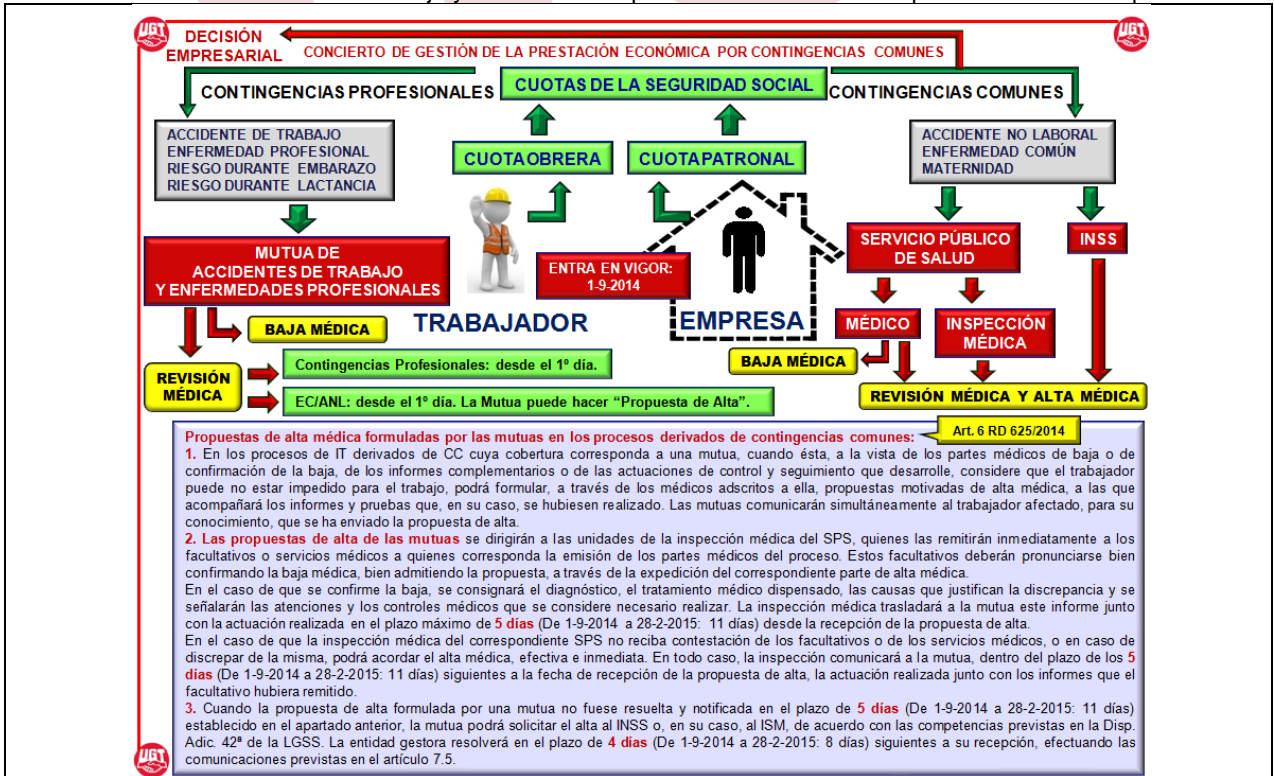 UGT
DECISIÓN
EMPRESARIAL
UGT
CONCIERTO DE GESTIÓN DE LA PRESTACIÓN ECONÓMICA POR CONTINGENCIAS COMUNES
CONTINGENCIAS PROFESIONALES
CUOTAS DE LA SEGURIDAD SOCIAL
CONTINGENCIAS COMUNES
ACCIDENTE DE TRABAJO
ENFERMEDAD PROFESIONAL
RIESGO DURANTE EMBARAZO
RIESGO DURANTE LACTANCIA
CUOTA OBRERA
CUOTA PATRONAL
ACCIDENTE NO LABORAL
ENFERMEDAD COMÚN
MATERNIDAD
MUTUA DE
ACCIDENTES DE TRABAJO
Y ENFERMEDADES PROFESIONALES
ENTRA EN VIGOR:
1-9-2014
SERVICIO PÚBLICO
DE SALUD
INSS
BAJA MÉDICA
TRABAJADOR
EMPRESA
MÉDICO
INSPECCIÓN
MÉDICA
BAJA MÉDICA
REVISIÓN
MÉDICA
Contingencias Profesionales: desde el 1º día.
EC/ANL: desde el 1º día. La Mutua puede hacer “Propuesta de Alta”.
REVISIÓN MÉDICA Y ALTA MÉDICA
Propuestas de alta médica formuladas por las mutuas en los procesos derivados de contingencias comunes:
Art. 6 RD 625/2014
1. En los procesos de IT derivados de CC cuya cobertura corresponda a una mutua, cuando ésta, a la vista de los partes médicos de baja o de
confirmación de la baja, de los informes complementarios o de las actuaciones de control y seguimiento que desarrolle, considere que el trabajador
puede no estar impedido para el trabajo, podrá formular, a través de los médicos adscritos a ella, propuestas motivadas de alta médica, a las que
acompañará los informes y pruebas que, en su caso, se hubiesen realizado. Las mutuas comunicarán simultáneamente al trabajador afectado, para su
conocimiento, que se ha enviado la propuesta de alta.
2. Las propuestas de alta de las mutuas se dirigirán a las unidades de la inspección médica del SPS, quienes las remitirán inmediatamente a los
facultativos o servicios médicos a quienes corresponda la emisión de los partes médicos del proceso. Estos facultativos deberán pronunciarse bien
confirmando la baja médica, bien admitiendo la propuesta, a través de la expedición del correspondiente parte de alta médica.
En el caso de que se confirme la baja, se consignará el diagnóstico, el tratamiento médico dispensado, las causas que justifican la discrepancia y se
señalarán las atenciones y los controles médicos que se considere necesario realizar. La inspección médica trasladará a la mutua este informe junto
con la actuación realizada en el plazo máximo de 5 días (De 1-9-2014 a 28-2-2015: 11 días) desde la recepción de la propuesta de alta.
En el caso de que la inspección médica del correspondiente SPS no reciba contestación de los facultativos o de los servicios médicos, o en caso de
discrepar de la misma, podrá acordar el alta médica, efectiva e inmediata. En todo caso, la inspección comunicará a la mutua, dentro del plazo de los 5
días (De 1-9-2014 a 28-2-2015: 11 días) siguientes a la fecha de recepción de la propuesta de alta, la actuación realizada junto con los informes que el
facultativo hubiera remitido.
3. Cuando la propuesta de alta formulada por una mutua no fuese resuelta y notificada en el plazo de 5 días (De 1-9-2014 a 28-2-2015: 11 días)
establecido en el apartado anterior, la mutua podrá solicitar el alta al INSS o, en su caso, al ISM, de acuerdo con las competencias previstas en la Disp.
Adic. 42ª de la LGSS. La entidad gestora resolverá en el plazo de 4 días (De 1-9-2014 a 28-2-2015: 8 días) siguientes a su recepción, efectuando las
comunicaciones previstas en el artículo 7.5.
UGT